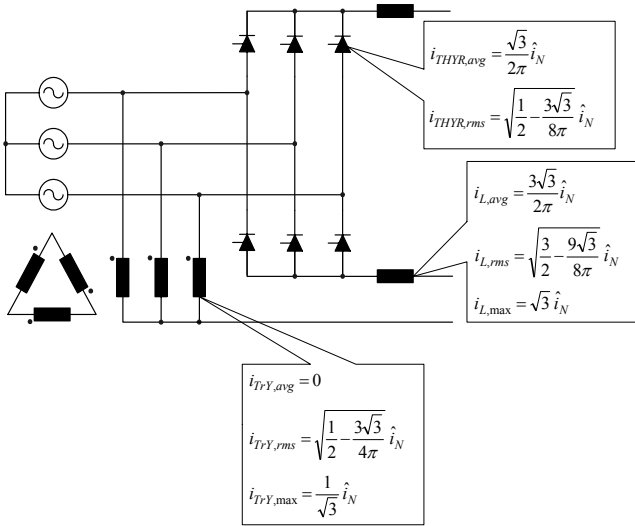 i_{THYR,avg} = \frac{\sqrt{3}}{2\pi} \hat{i}_N
i_{THYR,rms} = \sqrt{\frac{1}{2} - \frac{3\sqrt{3}}{8\pi}} \hat{i}_N
i_{L,avg} = \frac{3\sqrt{3}}{2\pi} \hat{i}_N
i_{L,rms} = \sqrt{\frac{3}{2} - \frac{9\sqrt{3}}{8\pi}} \hat{i}_N
i_{L,max} = \sqrt{3} \hat{i}_N
i_{TrY,avg} = 0
i_{TrY,rms} = \sqrt{\frac{1}{2} - \frac{3\sqrt{3}}{4\pi}} \hat{i}_N
i_{TrY,max} = \frac{1}{\sqrt{3}} \hat{i}_N